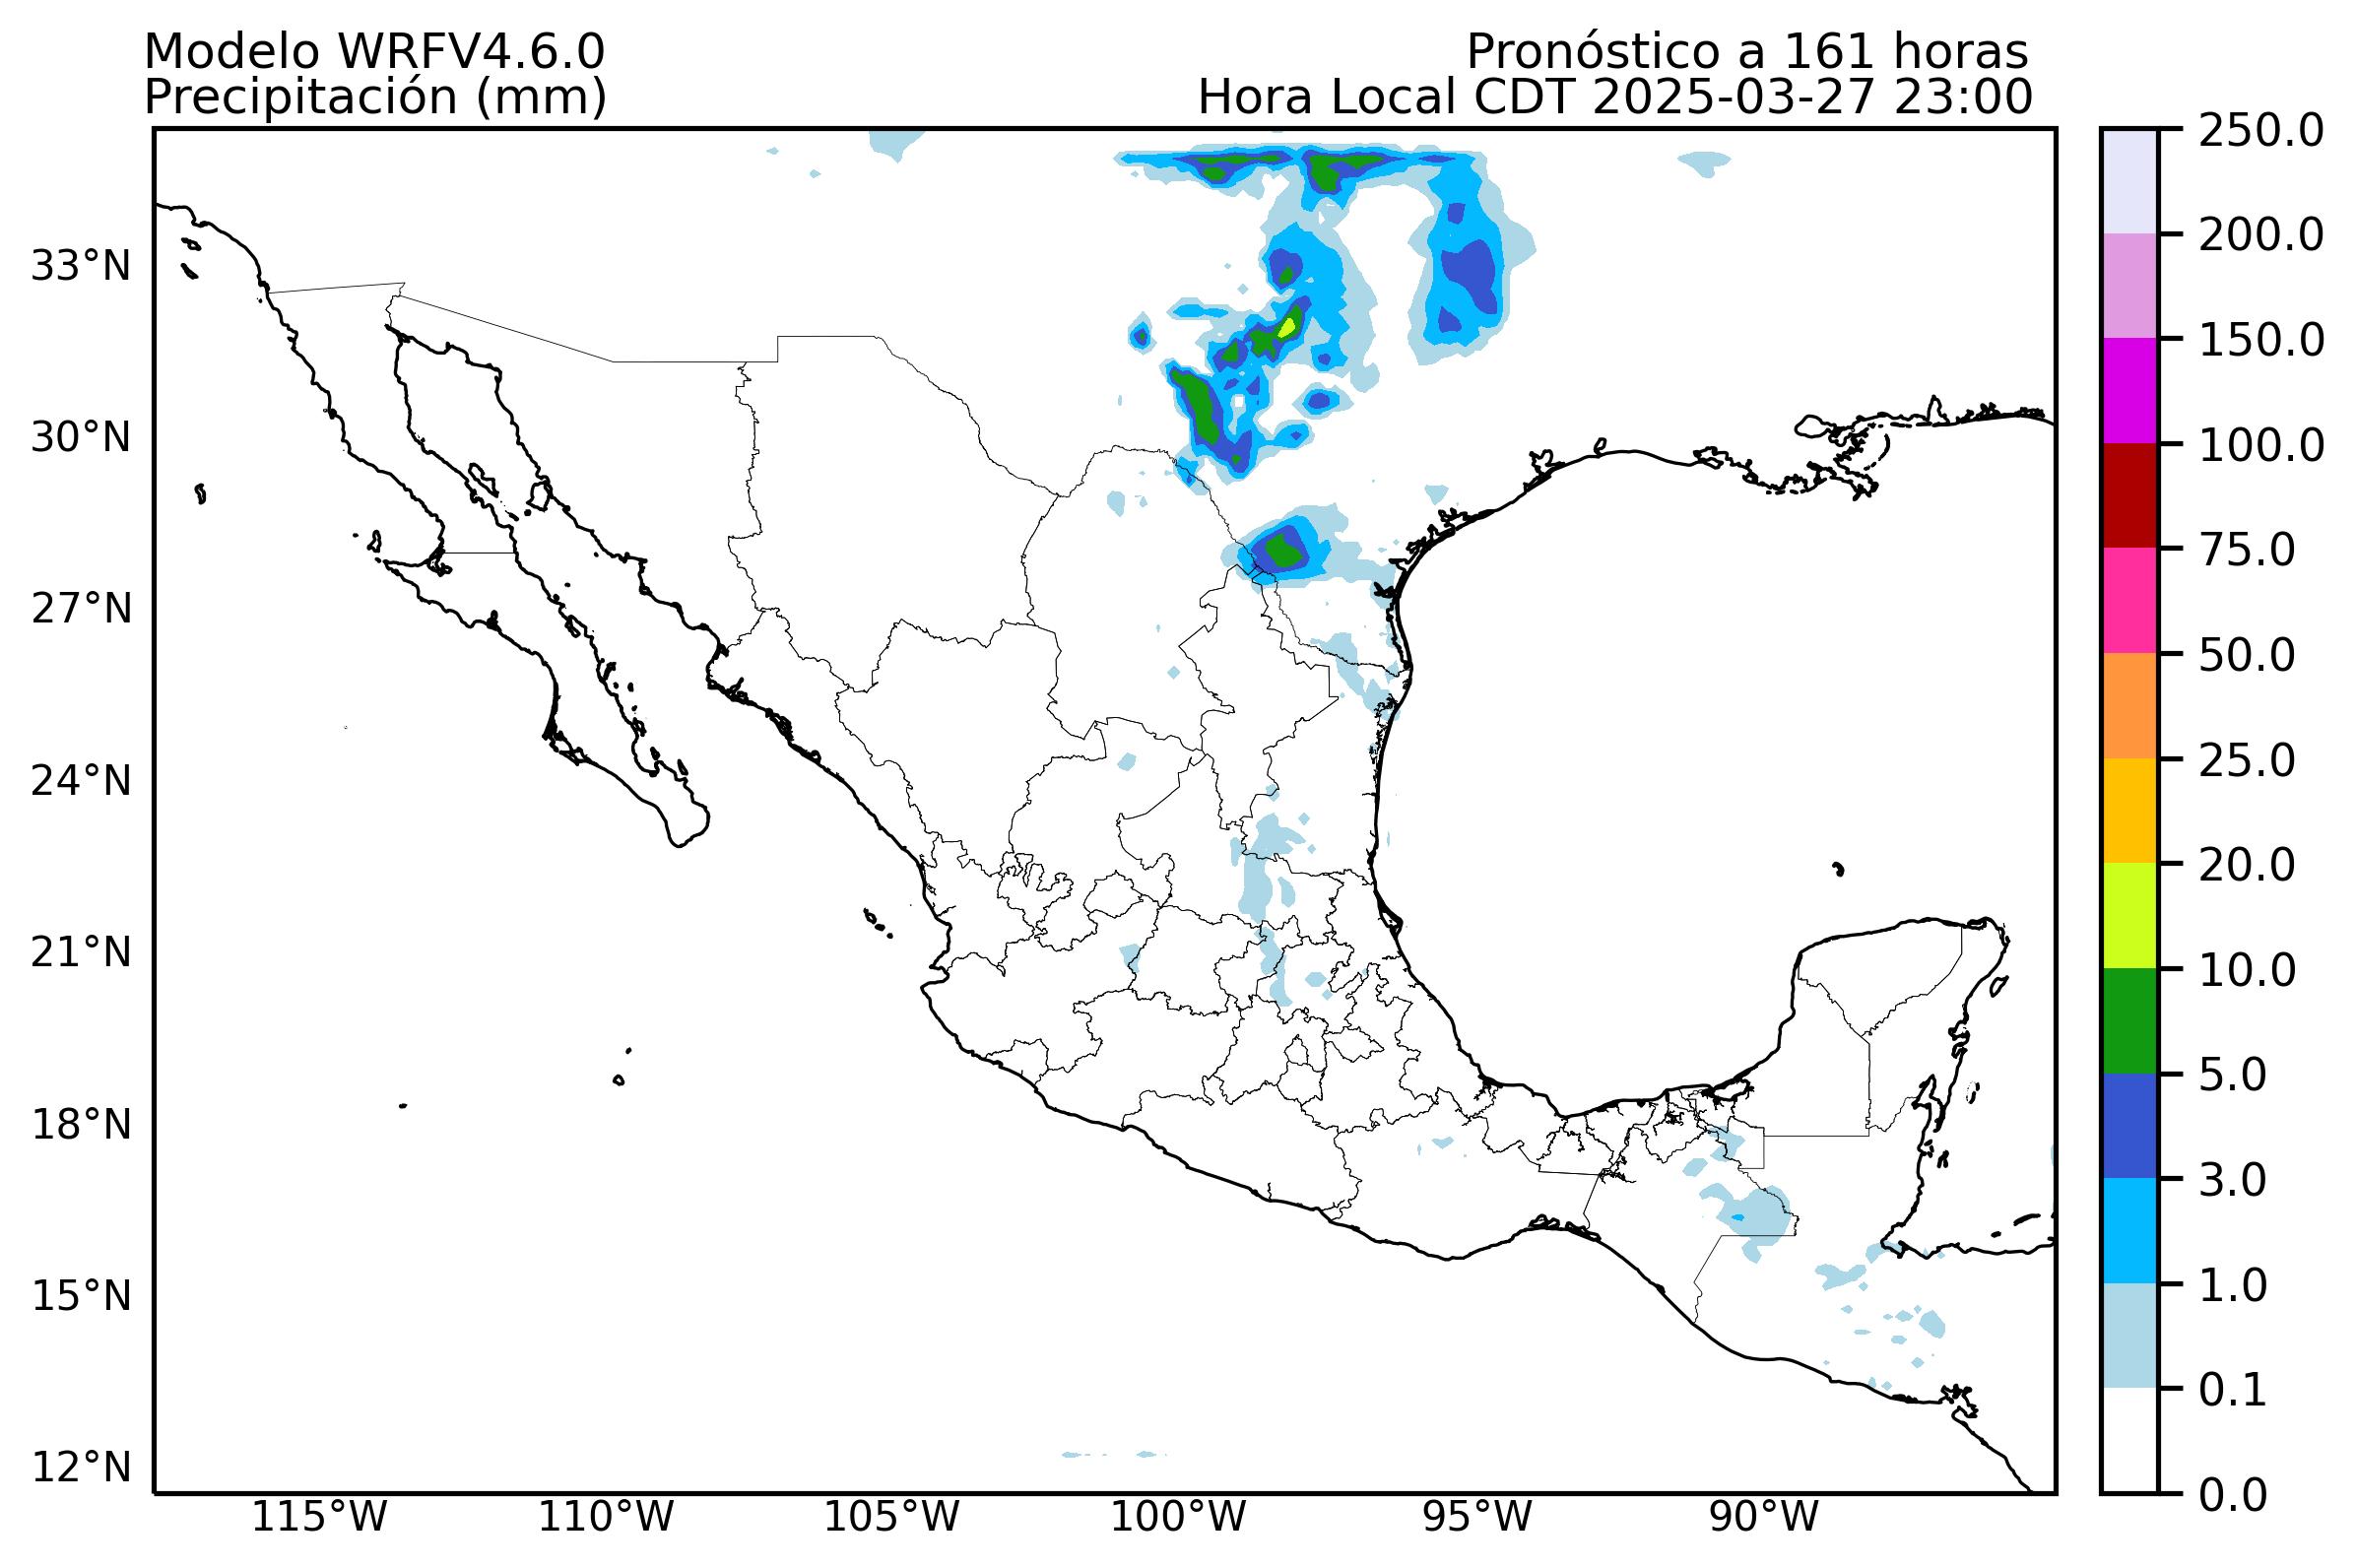 Modelo WRFV4.6.0
Precipitación (mm)
Pronóstico a 161 horas
Hora Local CDT 2025-03-27 23:00
33°N
30°N
27°N
24°N
21°N
18°N
15°N
12°N
115°W
110°W
105°W
100°W
95°W
90°W
250.0
200.0
150.0
100.0
75.0
50.0
25.0
20.0
10.0
5.0
3.0
1.0
0.1
0.0